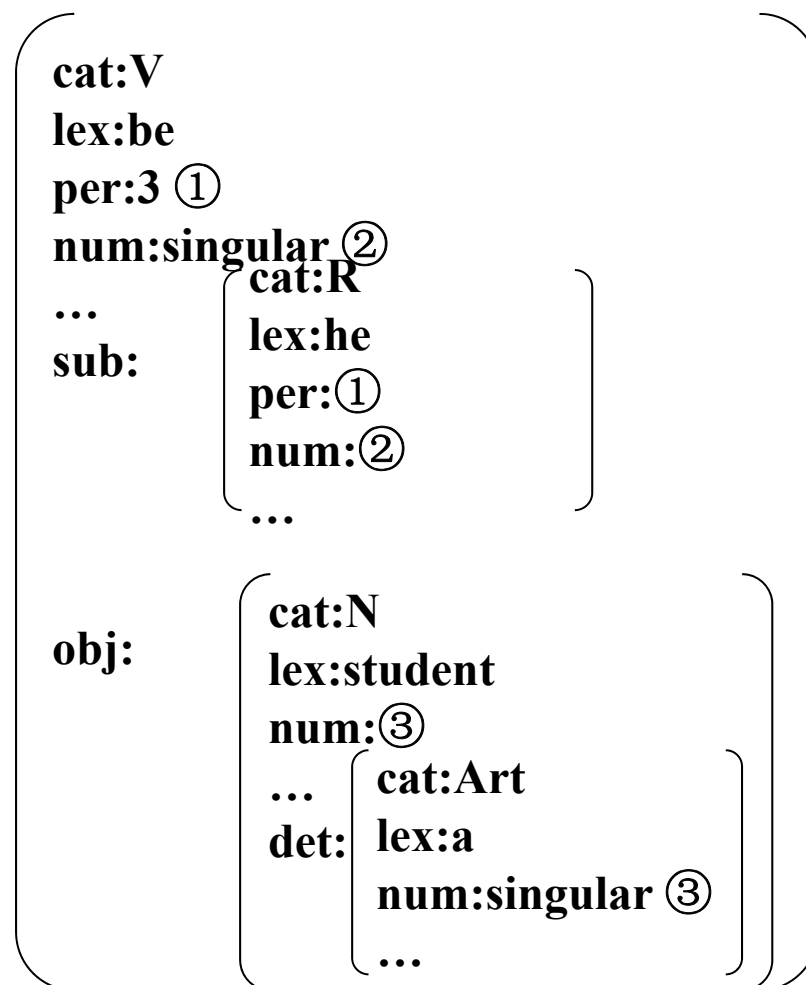 cat:V
lex:be
per:3 ①
num:singular ②
…
sub:
cat:R
lex:he
per:①
num:②
…
obj:
cat:N
lex:student
num:③
…
det:
cat:Art
lex:a
num:singular ③
…